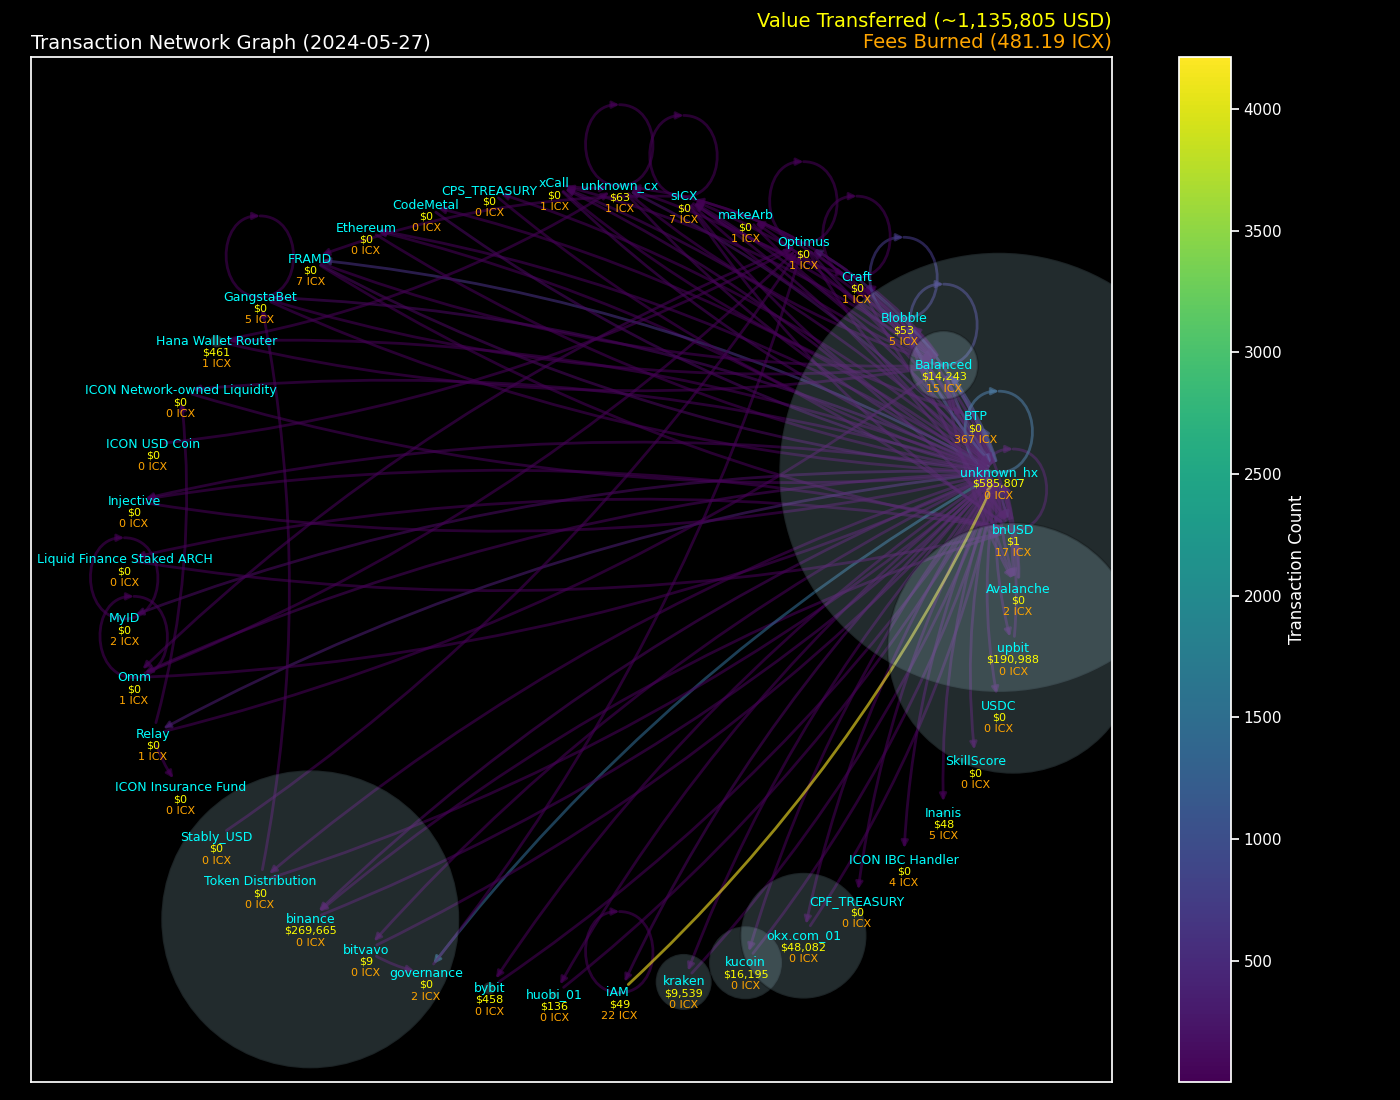 Value Transferred (~1,135,805 USD)
Transaction Network Graph (2024-05-27)
Fees Burned (481.19 ICX)
xCall
$0
1 ICX
unknown_cx
$63
1 ICX
CPS_TREASURY
$0
0 ICX
sICX
$0
7 ICX
CodeMetal
$0
0 ICX
makeArb
$0
1 ICX
Ethereum
$0
0 ICX
Optimus
$0
1 ICX
FRAMD
$0
7 ICX
Craft
$0
1 ICX
GangstaBet
$0
5 ICX
Blobble
$53
5 ICX
Hana Wallet Router
$461
1 ICX
Balanced
$14,243
15 ICX
ICON Network-owned Liquidity
$0
0 ICX
BTP
$0
367 ICX
ICON USD Coin
$0
0 ICX
unknown_hx
$585,807
0 ICX
Injective
$0
0 ICX
bnUSD
$1
17 ICX
Liquid Finance Staked ARCH
$0
0 ICX
Avalanche
$0
2 ICX
MyID
$0
2 ICX
upbit
$190,988
0 ICX
Omm
$0
1 ICX
USDC
$0
0 ICX
Relay
$0
1 ICX
SkillScore
$0
0 ICX
ICON Insurance Fund
$0
0 ICX
Inanis
$48
5 ICX
Stably_USD
$0
0 ICX
ICON IBC Handler
$0
4 ICX
Token Distribution
$0
0 ICX
CPF_TREASURY
$0
0 ICX
binance
$269,665
0 ICX
okx.com_01
$48,082
0 ICX
bitvavo
$9
0 ICX
kucoin
$16,195
0 ICX
governance
$0
2 ICX
kraken
$9,539
0 ICX
bybit
$458
0 ICX
huobi_01
$136
0 ICX
iAM
$49
22 ICX
4000
3500
3000
2500
2000
1500
1000
500
Transaction Count